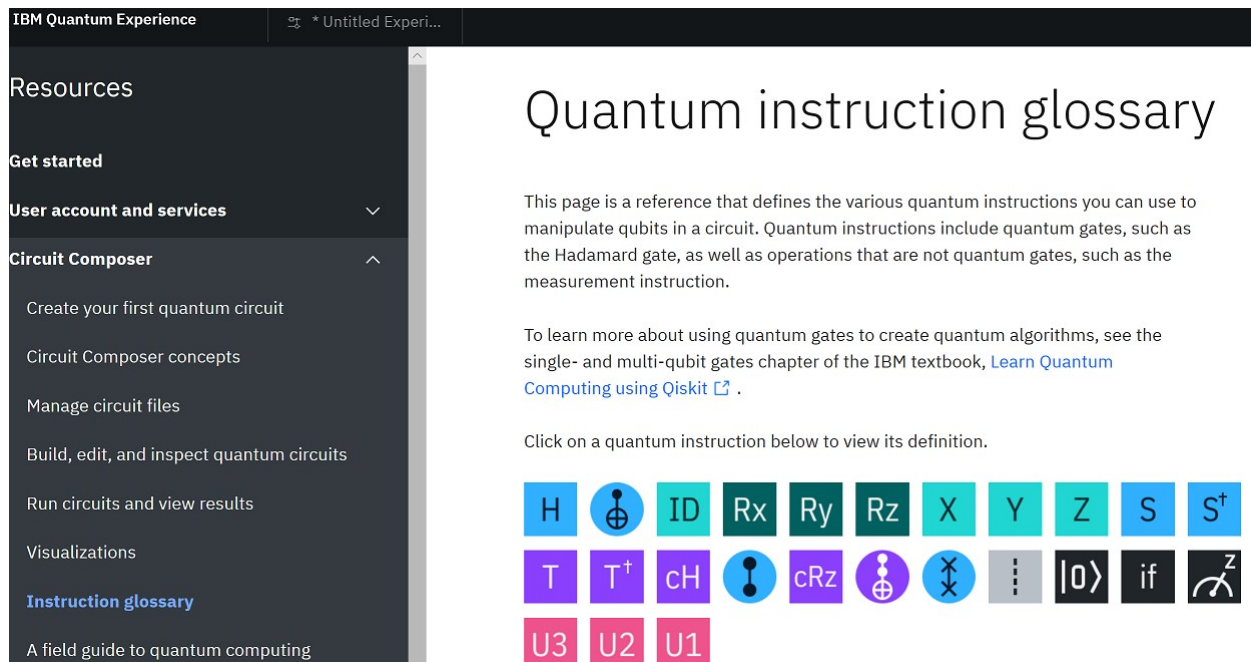 IBM Quantum Experience
* Untitled Experi...
Resources
Get started
User account and services
Circuit Composer
Create your first quantum circuit
Circuit Composer concepts
Manage circuit files
Build, edit, and inspect quantum circuits
Run circuits and view results
Visualizations
Instruction glossary
A field guide to quantum computing
Quantum instruction glossary
This page is a reference that defines the various quantum instructions you can use to
manipulate qubits in a circuit. Quantum instructions include quantum gates, such as
the Hadamard gate, as well as operations that are not quantum gates, such as the
measurement instruction.
To learn more about using quantum gates to create quantum algorithms, see the
single- and multi-qubit gates chapter of the IBM textbook, Learn Quantum
Computing using Qiskit .
Click on a quantum instruction below to view its definition.
H ID Rx Ry Rz X Y Z S S†
T T† cH cRz |0⟩ if z
U3 U2 U1